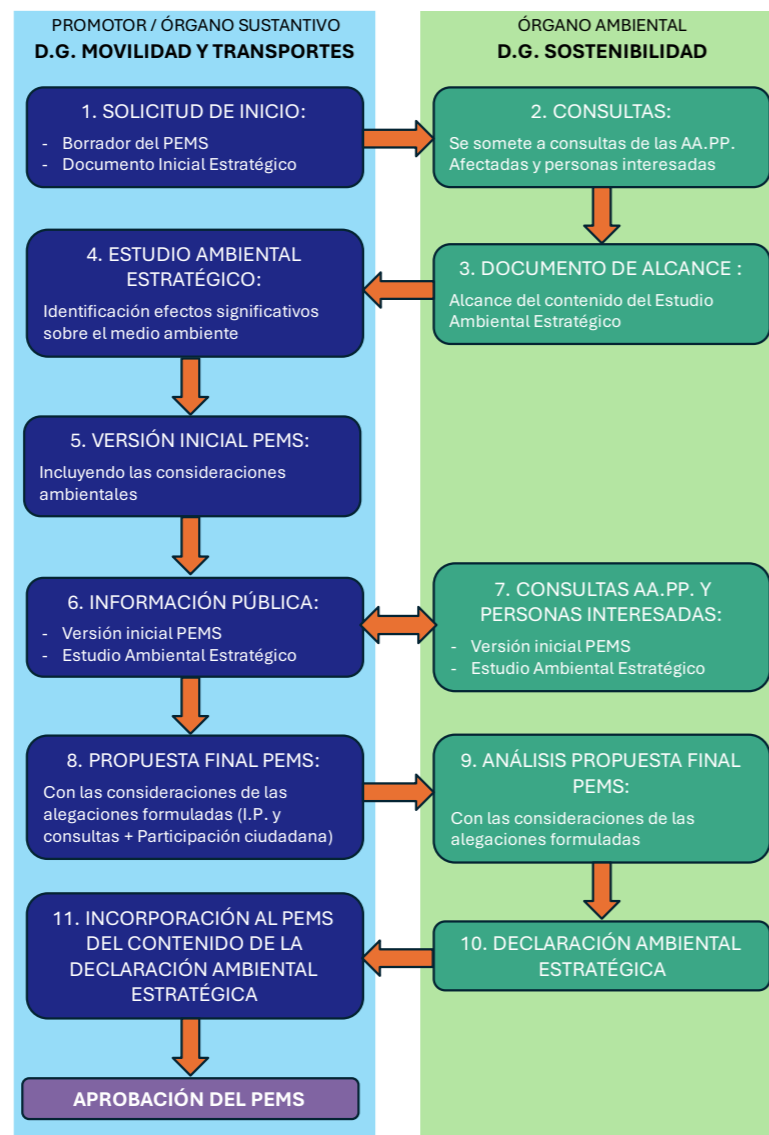 PROMOTOR / ÓRGANO SUSTANTIVO
D.G. MOVILIDAD Y TRANSPORTES
ÓRGANO AMBIENTAL
D.G. SOSTENIBILIDAD
1. SOLICITUD DE INICIO:
- Borrador del PEMS
- Documento Inicial Estratégico
2. CONSULTAS:
Se somete a consultas de las AA.PP.
Afectadas y personas interesadas
3. DOCUMENTO DE ALCANCE :
Alcance del contenido del Estudio
Ambiental Estratégico
4. ESTUDIO AMBIENTAL
ESTRATÉGICO:
Identificación efectos significativos
sobre el medio ambiente
5. VERSIÓN INICIAL PEMS:
Incluyendo las consideraciones
ambientales
6. INFORMACIÓN PÚBLICA:
- Versión inicial PEMS
- Estudio Ambiental Estratégico
7. CONSULTAS AA.PP. Y
PERSONAS INTERESADAS:
- Versión inicial PEMS
- Estudio Ambiental Estratégico
8. PROPUESTA FINAL PEMS:
Con las consideraciones de las
alegaciones formuladas (I.P. y
consultas + Participación ciudadana)
9. ANÁLISIS PROPUESTA FINAL
PEMS:
Con las consideraciones de las
alegaciones formuladas
10. DECLARACIÓN AMBIENTAL
ESTRATÉGICA
11. INCORPORACIÓN AL PEMS
DEL CONTENIDO DE LA
DECLARACIÓN AMBIENTAL
ESTRATÉGICA
APROBACIÓN DEL PEMS